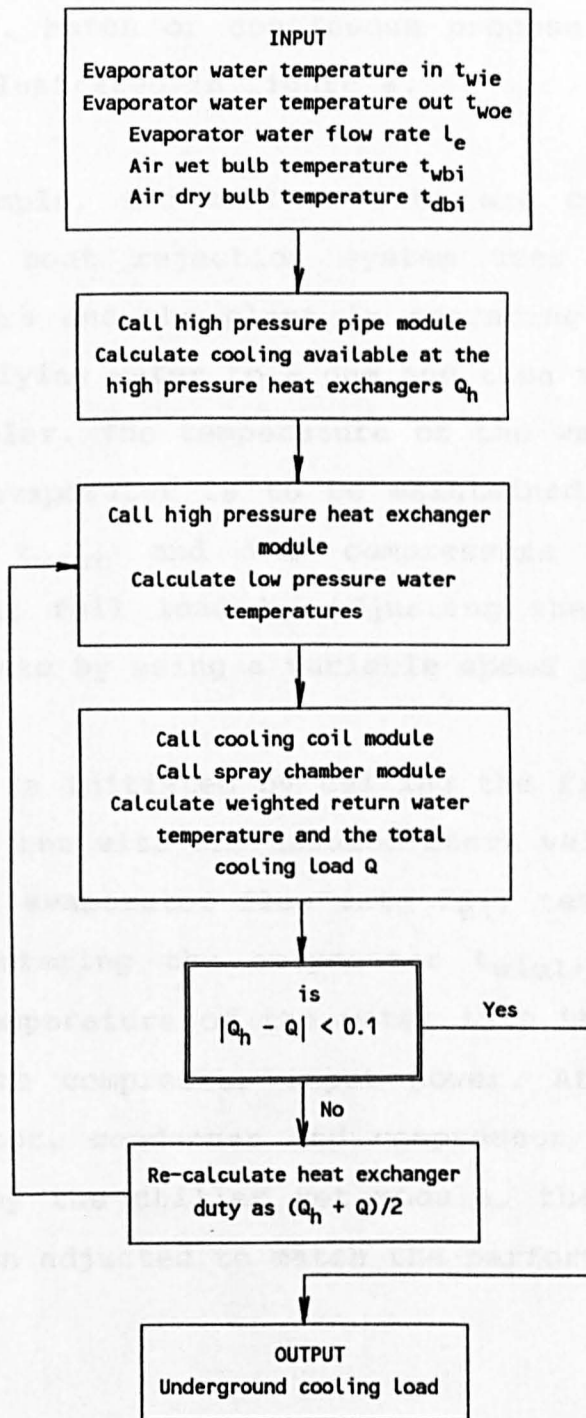 INPUT
Evaporator water temperature in t_wie
Evaporator water temperature out t_woe
Evaporator water flow rate l_e
Air wet bulb temperature t_wbi
Air dry bulb temperature t_dbi
Call high pressure pipe module
Calculate cooling available at the
high pressure heat exchangers Q_h
Call high pressure heat exchanger
module
Calculate low pressure water
temperatures
Call cooling coil module
Call spray chamber module
Calculate weighted return water
temperature and the total
cooling load Q
is
|Q_h - Q| < 0.1
Yes
No
Re-calculate heat exchanger
duty as (Q_h + Q)/2
OUTPUT
Underground cooling load